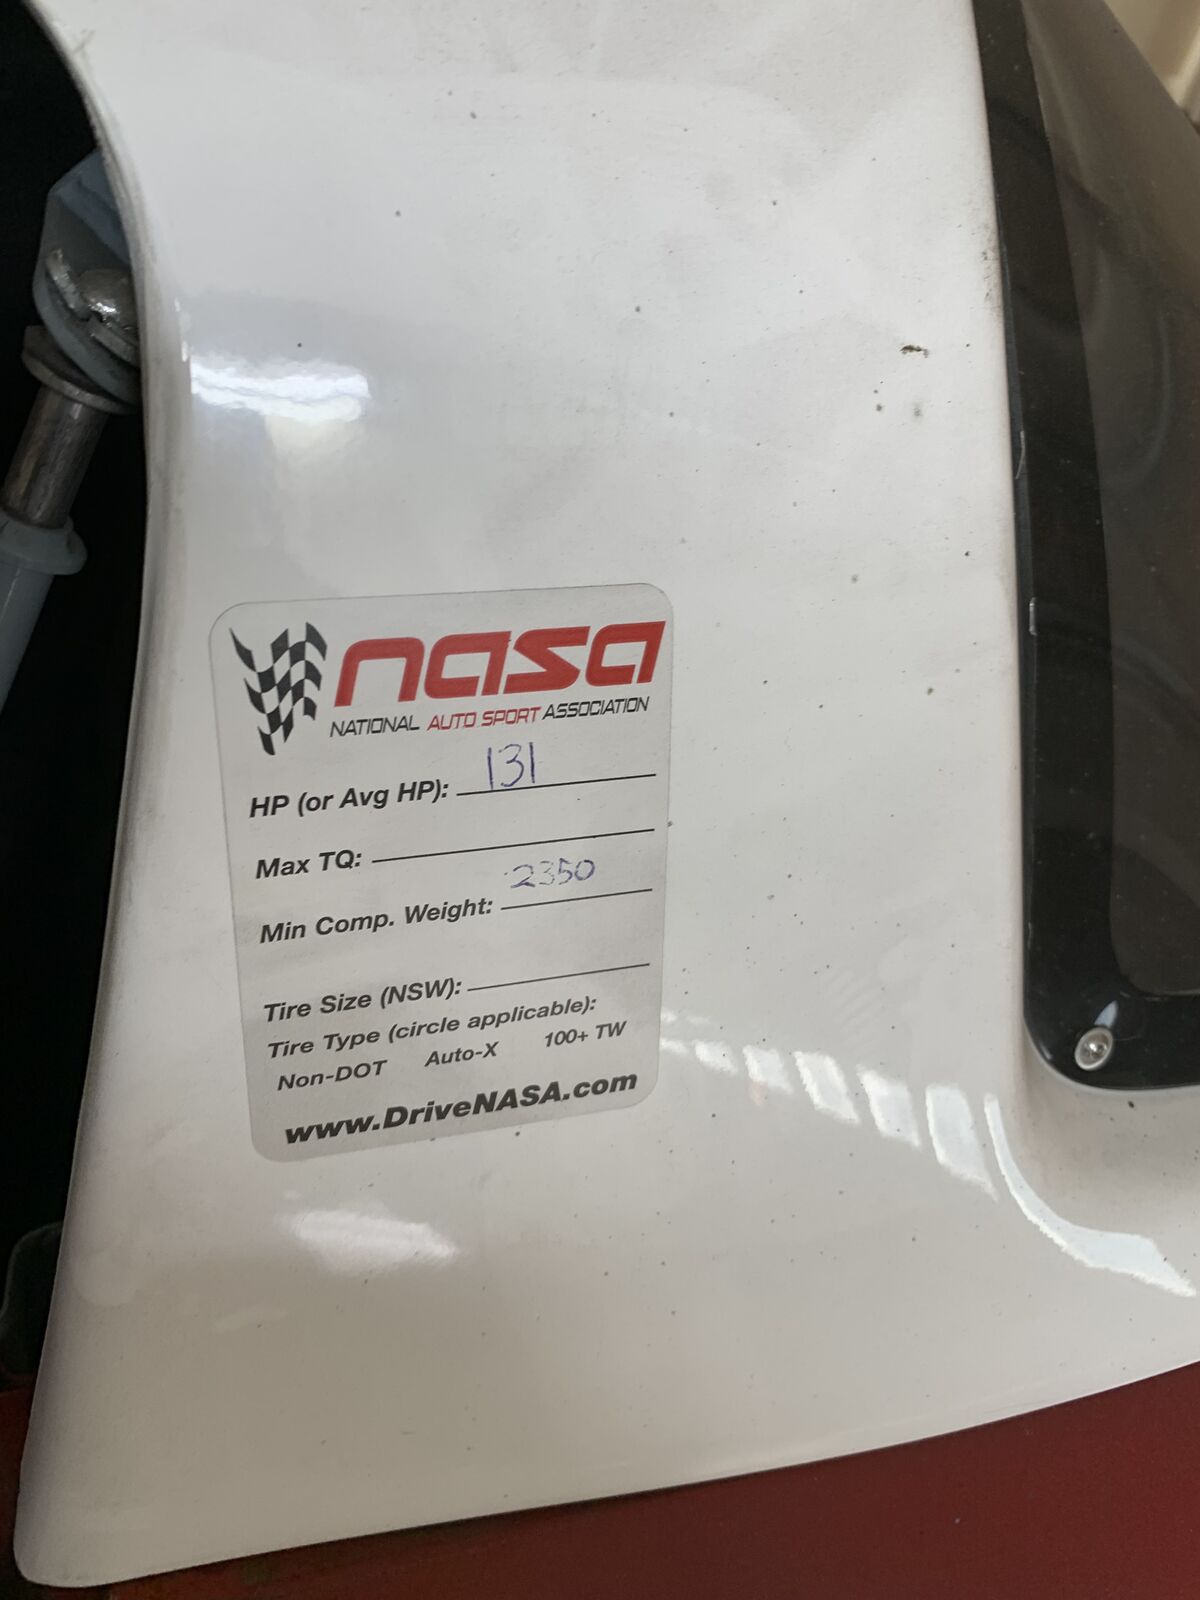 nasa
NATIONAL AUTO SPORT ASSOCIATION
HP (or Avg HP): 131
Max TQ:
Min Comp. Weight: 2350
Tire Size (NSW):
Tire Type (circle applicable):
Non-DOT Auto-X 100+ TW
www.DriveNASA.com